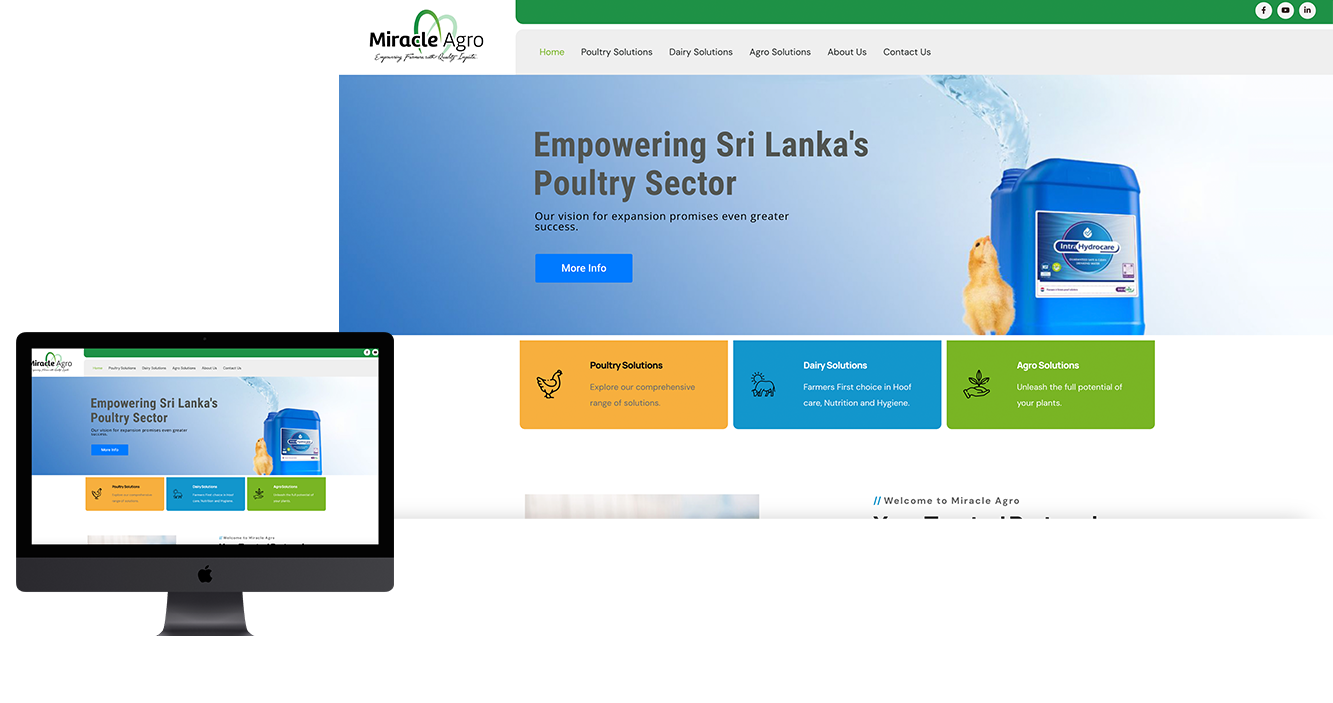 Miracle Agro
Empowering Farmers with Quality Inputs.
Home Poultry Solutions Dairy Solutions Agro Solutions About Us Contact Us
Empowering Sri Lanka's
Poultry Sector
Our vision for expansion promises even greater
success.
More Info
Intra Hydrocare
Poultry Solutions
Explore our comprehensive
range of solutions.
Dairy Solutions
Farmers First choice in Hoof
care, Nutrition and Hygiene.
Agro Solutions
Unleash the full potential of
your plants.
// Welcome to Miracle Agro
Miracle Agro
Home Poultry Solutions Dairy Solutions Agro Solutions About Us Contact Us
Empowering Sri Lanka's
Poultry Sector
Our vision for expansion promises even greater
success.
More Info
Poultry Solutions
Explore our comprehensive
range of solutions.
Dairy Solutions
Farmers First choice in Hoof
care, Nutrition and Hygiene.
Agro Solutions
Unleash the full potential of
your plants.
// Welcome to Miracle Agro